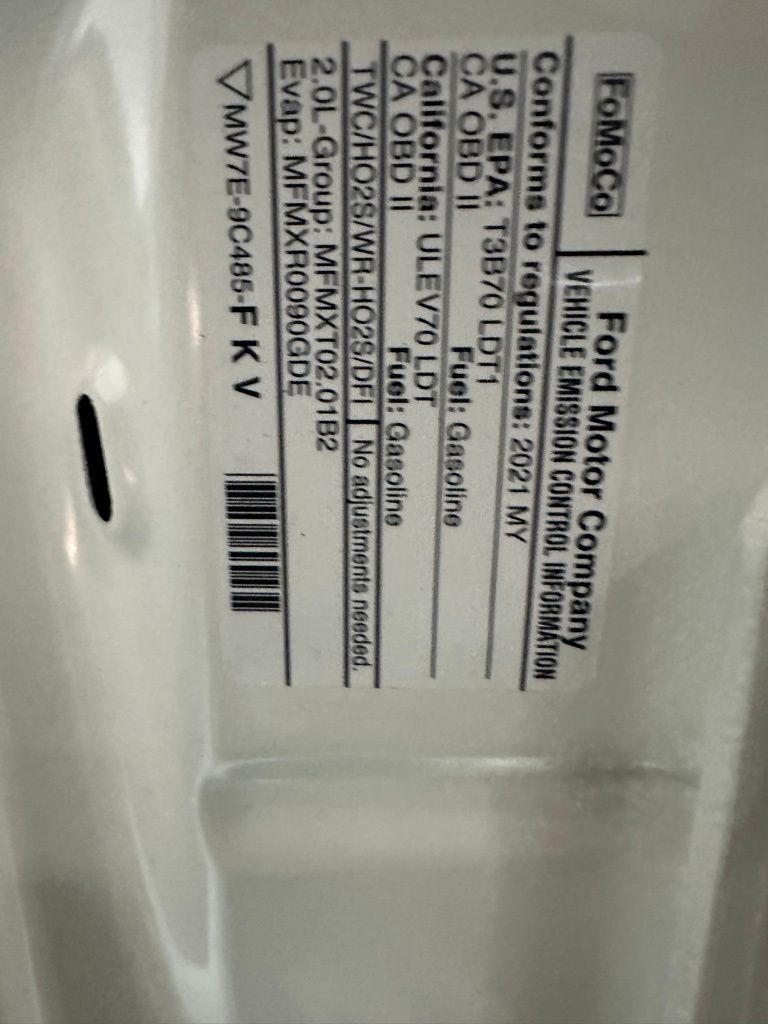 FoMoCo
Ford Motor Company
VEHICLE EMISSION CONTROL INFORMATION
Conforms to regulations: 2021 MY
U.S. EPA: T3B70 LDT1
CA OBD II Fuel: Gasoline
California: ULEV70 LDT
CA OBD II Fuel: Gasoline
TWC/HO2S/WR-HO2S/DFI No adjustments needed.
2.0L-Group: MFMXT02.01B2
Evap: MFMXR0090GDE
MW7E-9C485-F K V